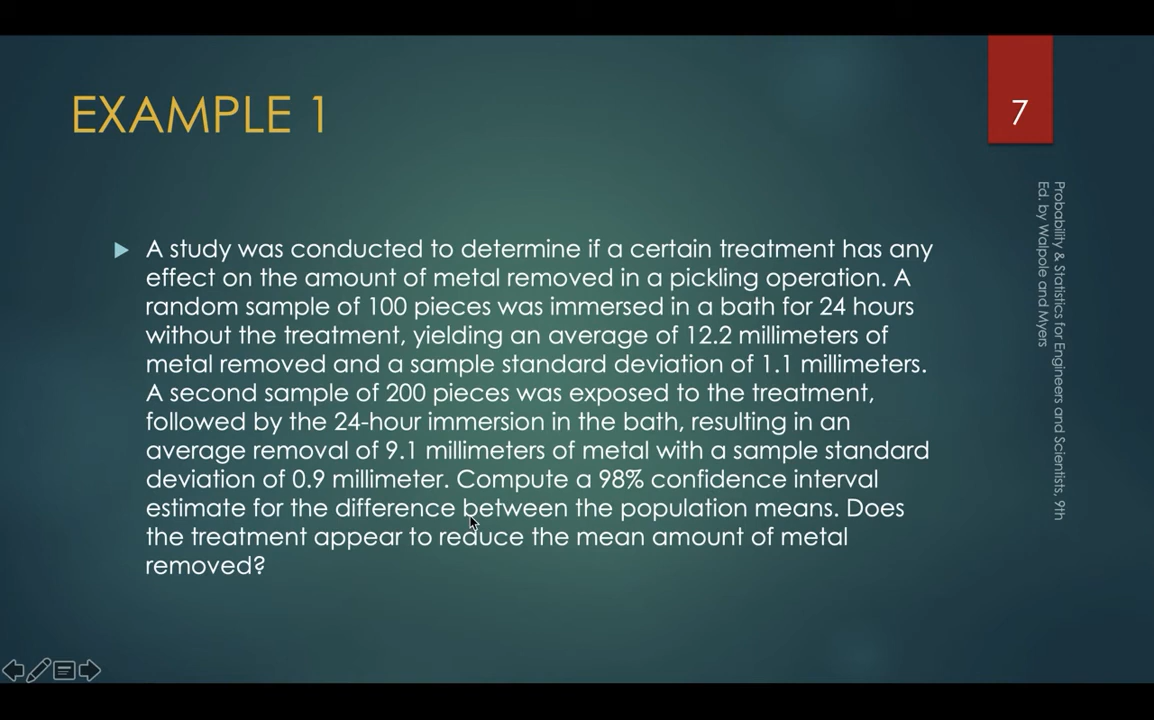 EXAMPLE 1
7
A study was conducted to determine if a certain treatment has any
effect on the amount of metal removed in a pickling operation. A
random sample of 100 pieces was immersed in a bath for 24 hours
without the treatment, yielding an average of 12.2 millimeters of
metal removed and a sample standard deviation of 1.1 millimeters.
A second sample of 200 pieces was exposed to the treatment,
followed by the 24-hour immersion in the bath, resulting in an
average removal of 9.1 millimeters of metal with a sample standard
deviation of 0.9 millimeter. Compute a 98% confidence interval
estimate for the difference between the population means. Does
the treatment appear to reduce the mean amount of metal
removed?
Probability & Statistics for Engineers and Scientists, 9th
Ed. by Walpole and Myers